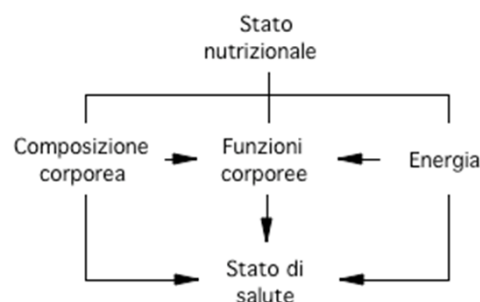 Stato
nutrizionale
Composizione
corporea
Funzioni
corporee
Energia
Stato di
salute